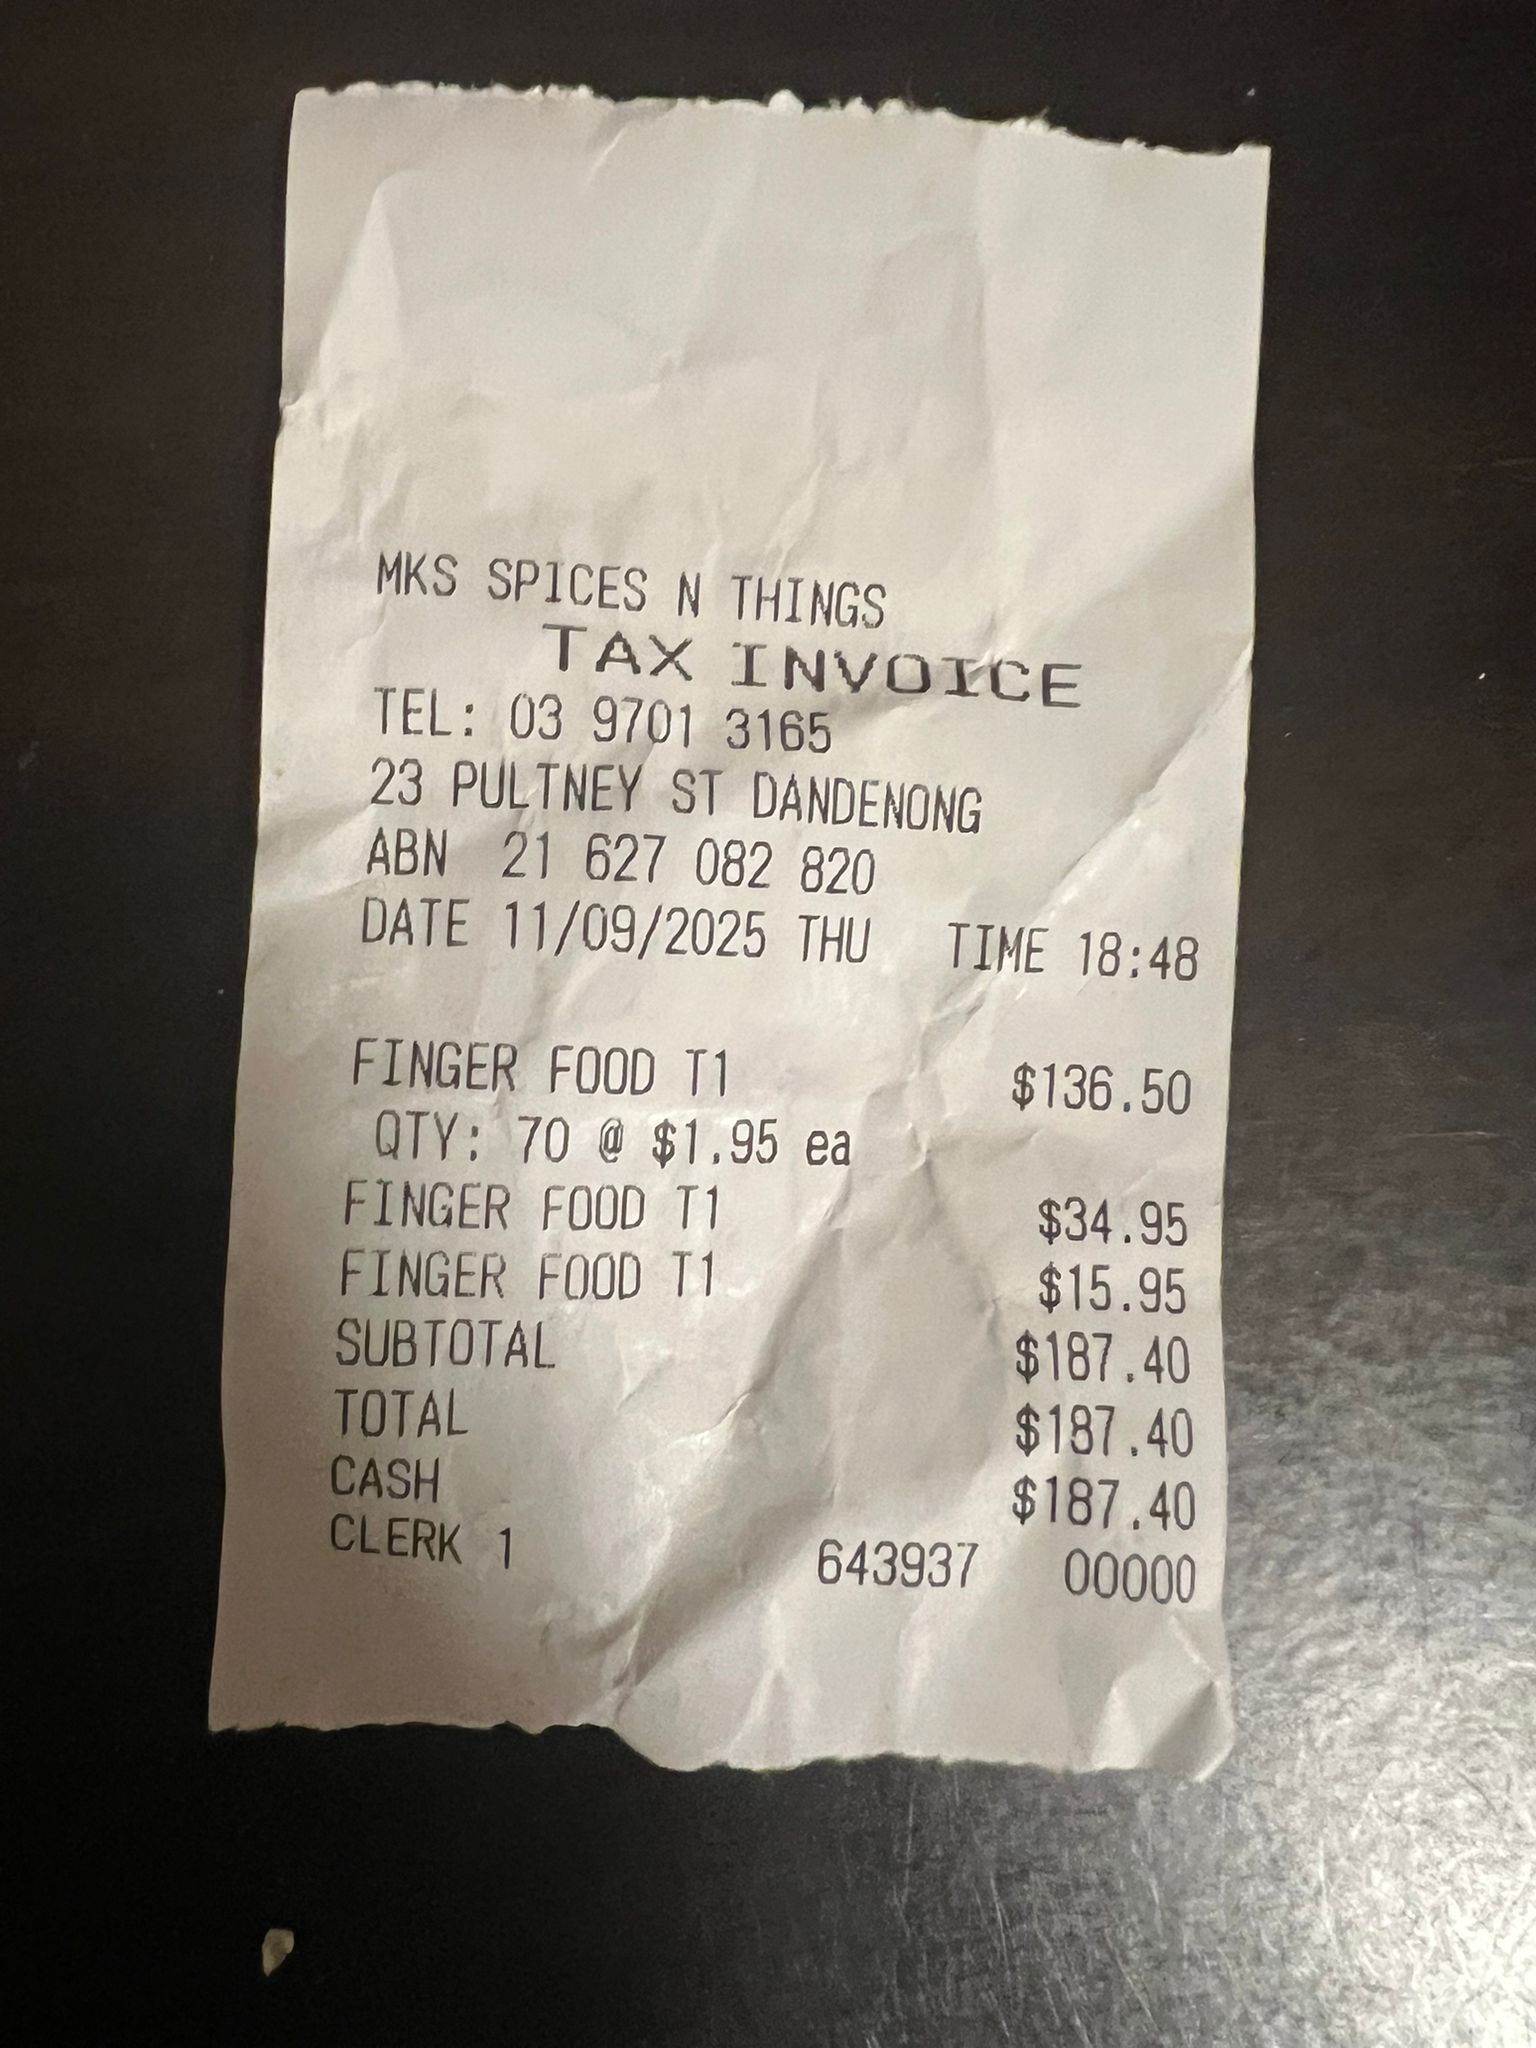 MKS SPICES N THINGS
TAX INVOICE
TEL: 03 9701 3165
23 PULTNEY ST DANDENONG
ABN 21 627 082 820
DATE 11/09/2025 THU TIME 18:48
FINGER FOOD T1 $136.50
QTY: 70 @ $1.95 ea
FINGER FOOD T1 $34.95
FINGER FOOD T1 $15.95
SUBTOTAL $187.40
TOTAL $187.40
CASH $187.40
CLERK 1 643937 00000